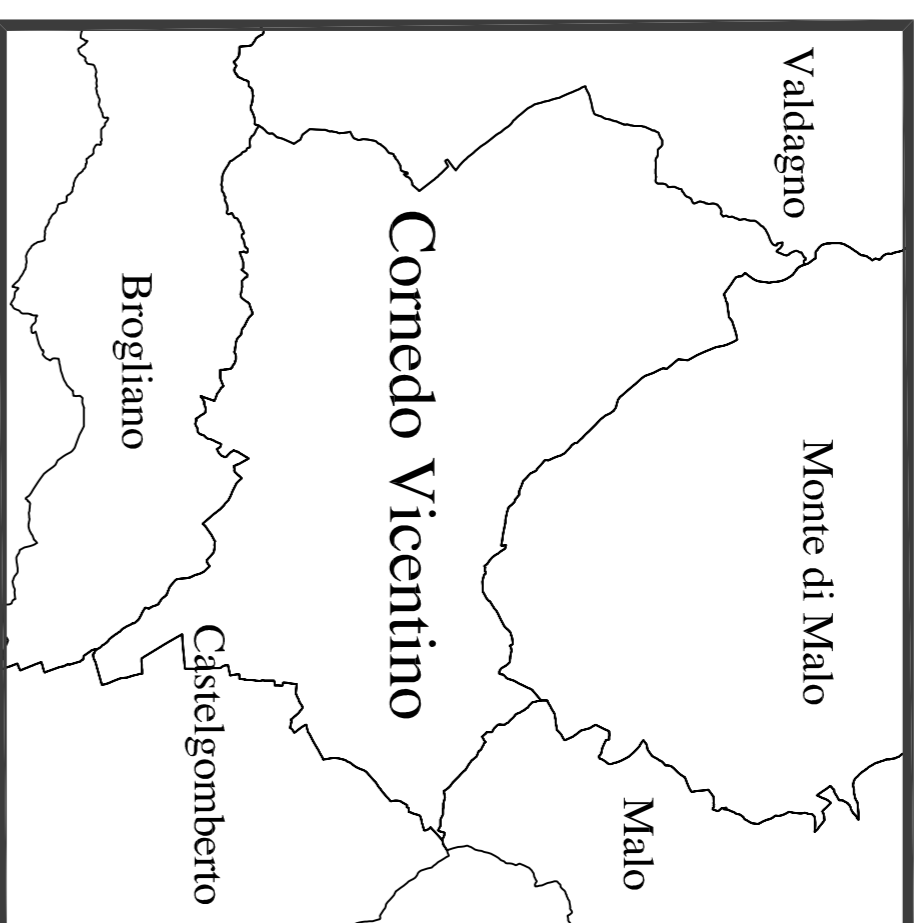 Valdagno
Monte di Malo
Malo
Cornedo Vicentino
Brogliano
Castelgomberto